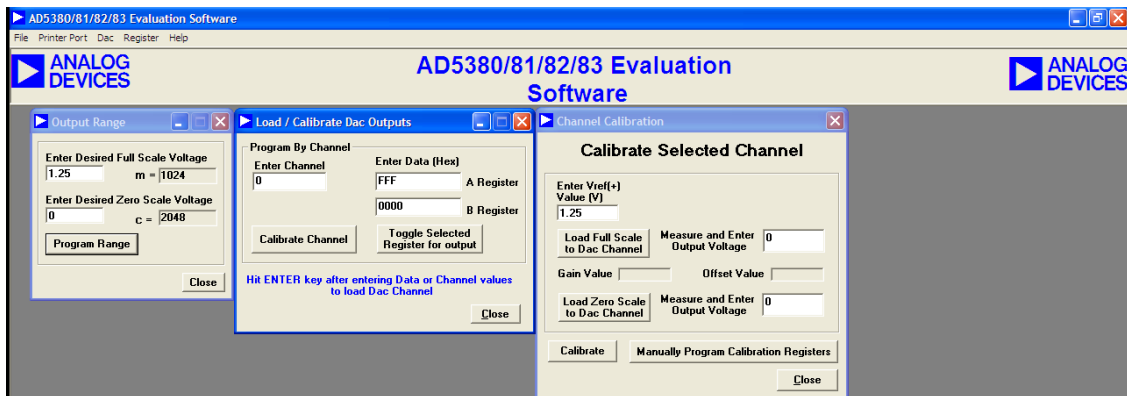 AD5380/81/82/83 Evaluation Software
File Printer Port Dac Register Help
ANALOG
DEVICES
AD5380/81/82/83 Evaluation
Software
ANALOG
DEVICES
Output Range
Enter Desired Full Scale Voltage
1.25 m = 1024
Enter Desired Zero Scale Voltage
0 c = 2048
Program Range
Close
Load / Calibrate Dac Outputs
Program By Channel
Enter Channel
0
Enter Data (Hex)
FFF A Register
0000 B Register
Calibrate Channel
Toggle Selected
Register for output
Hit ENTER key after entering Data or Channel values
to load Dac Channel
Close
Channel Calibration
Calibrate Selected Channel
Enter Vref(+)
Value (V)
1.25
Load Full Scale
to Dac Channel
Measure and Enter
Output Voltage
0
Gain Value
Offset Value
Load Zero Scale
to Dac Channel
Measure and Enter
Output Voltage
0
Calibrate
Manually Program Calibration Registers
Close